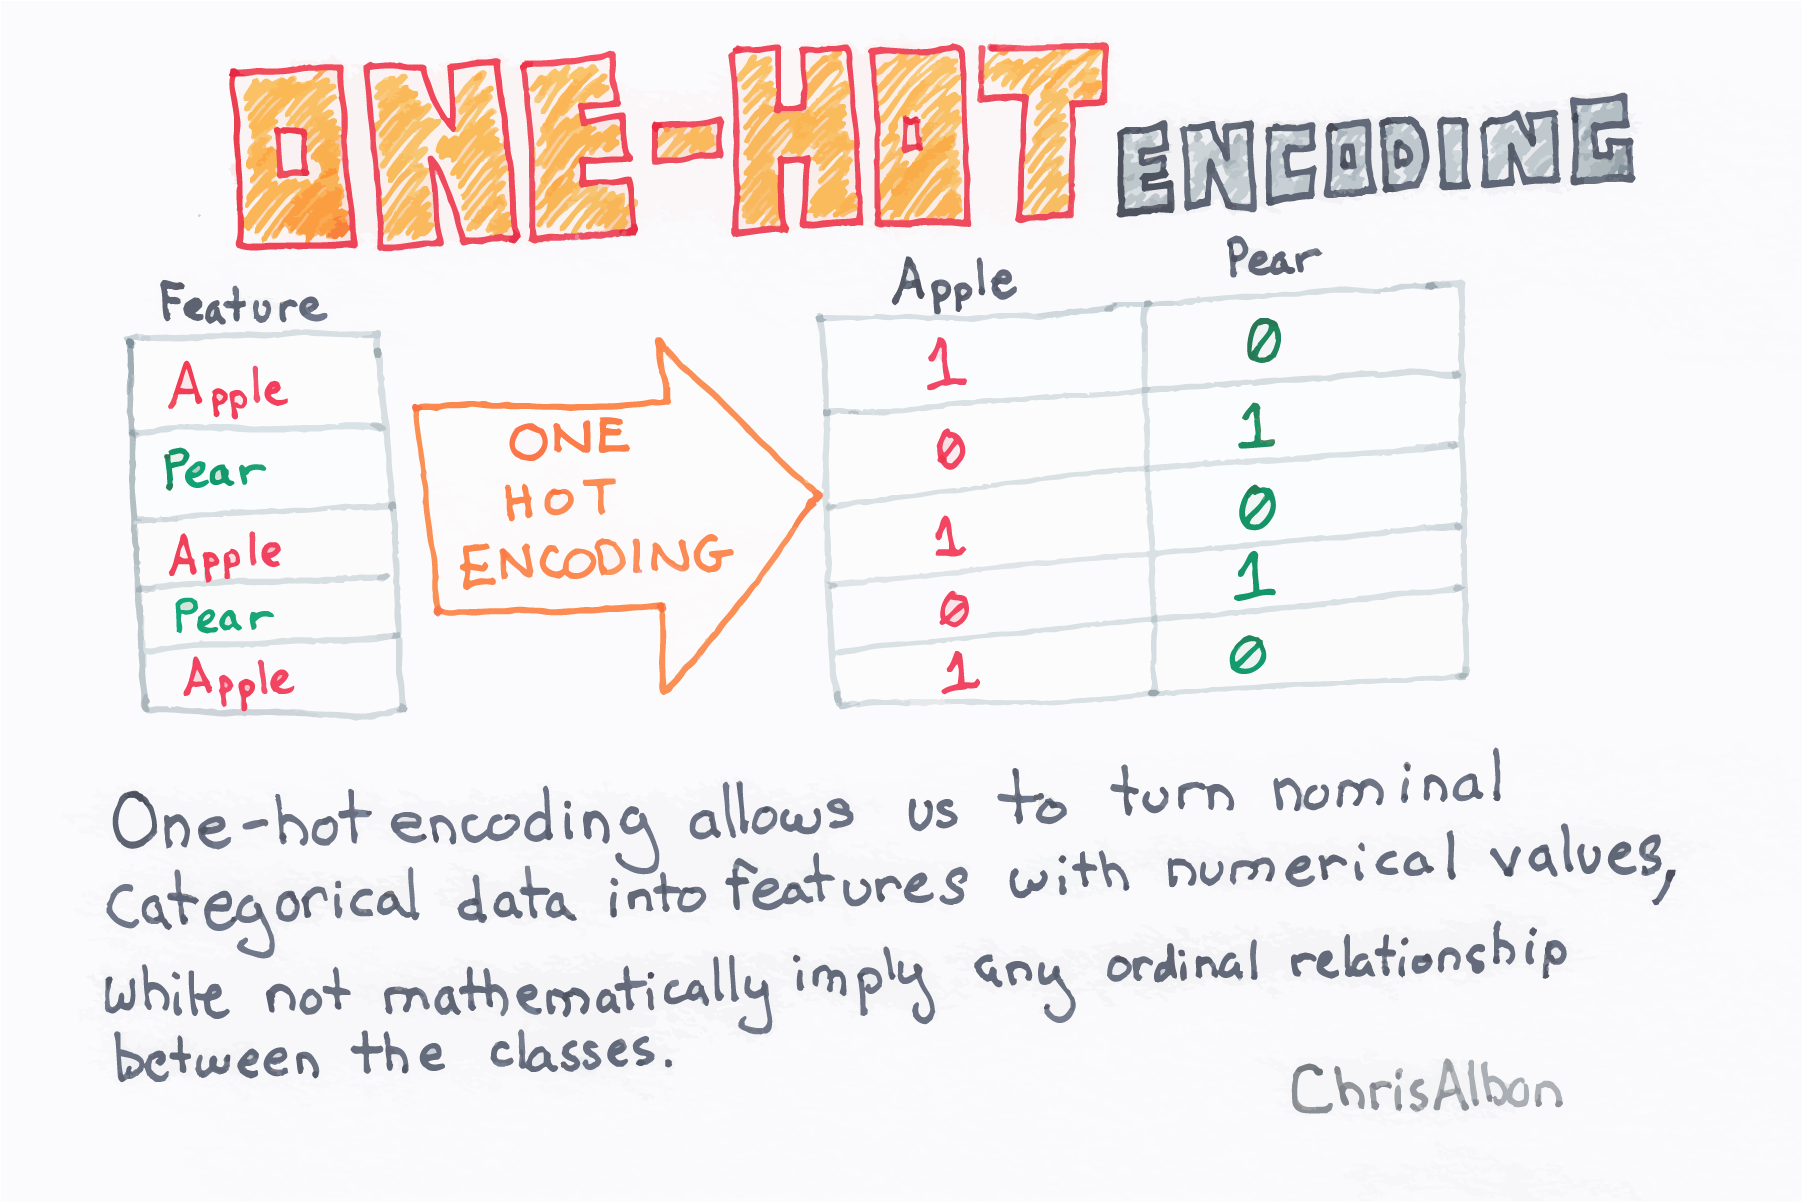 ONE-HOT ENCODING
Feature
Apple
Pear
Apple
Pear
Apple
ONE
HOT
ENCODING
Apple Pear
1 0
0 1
1 0
0 1
1 0
One-hot encoding allows us to turn nominal
categorical data into features with numerical values,
while not mathematically imply any ordinal relationship
between the classes.
ChrisAlbon